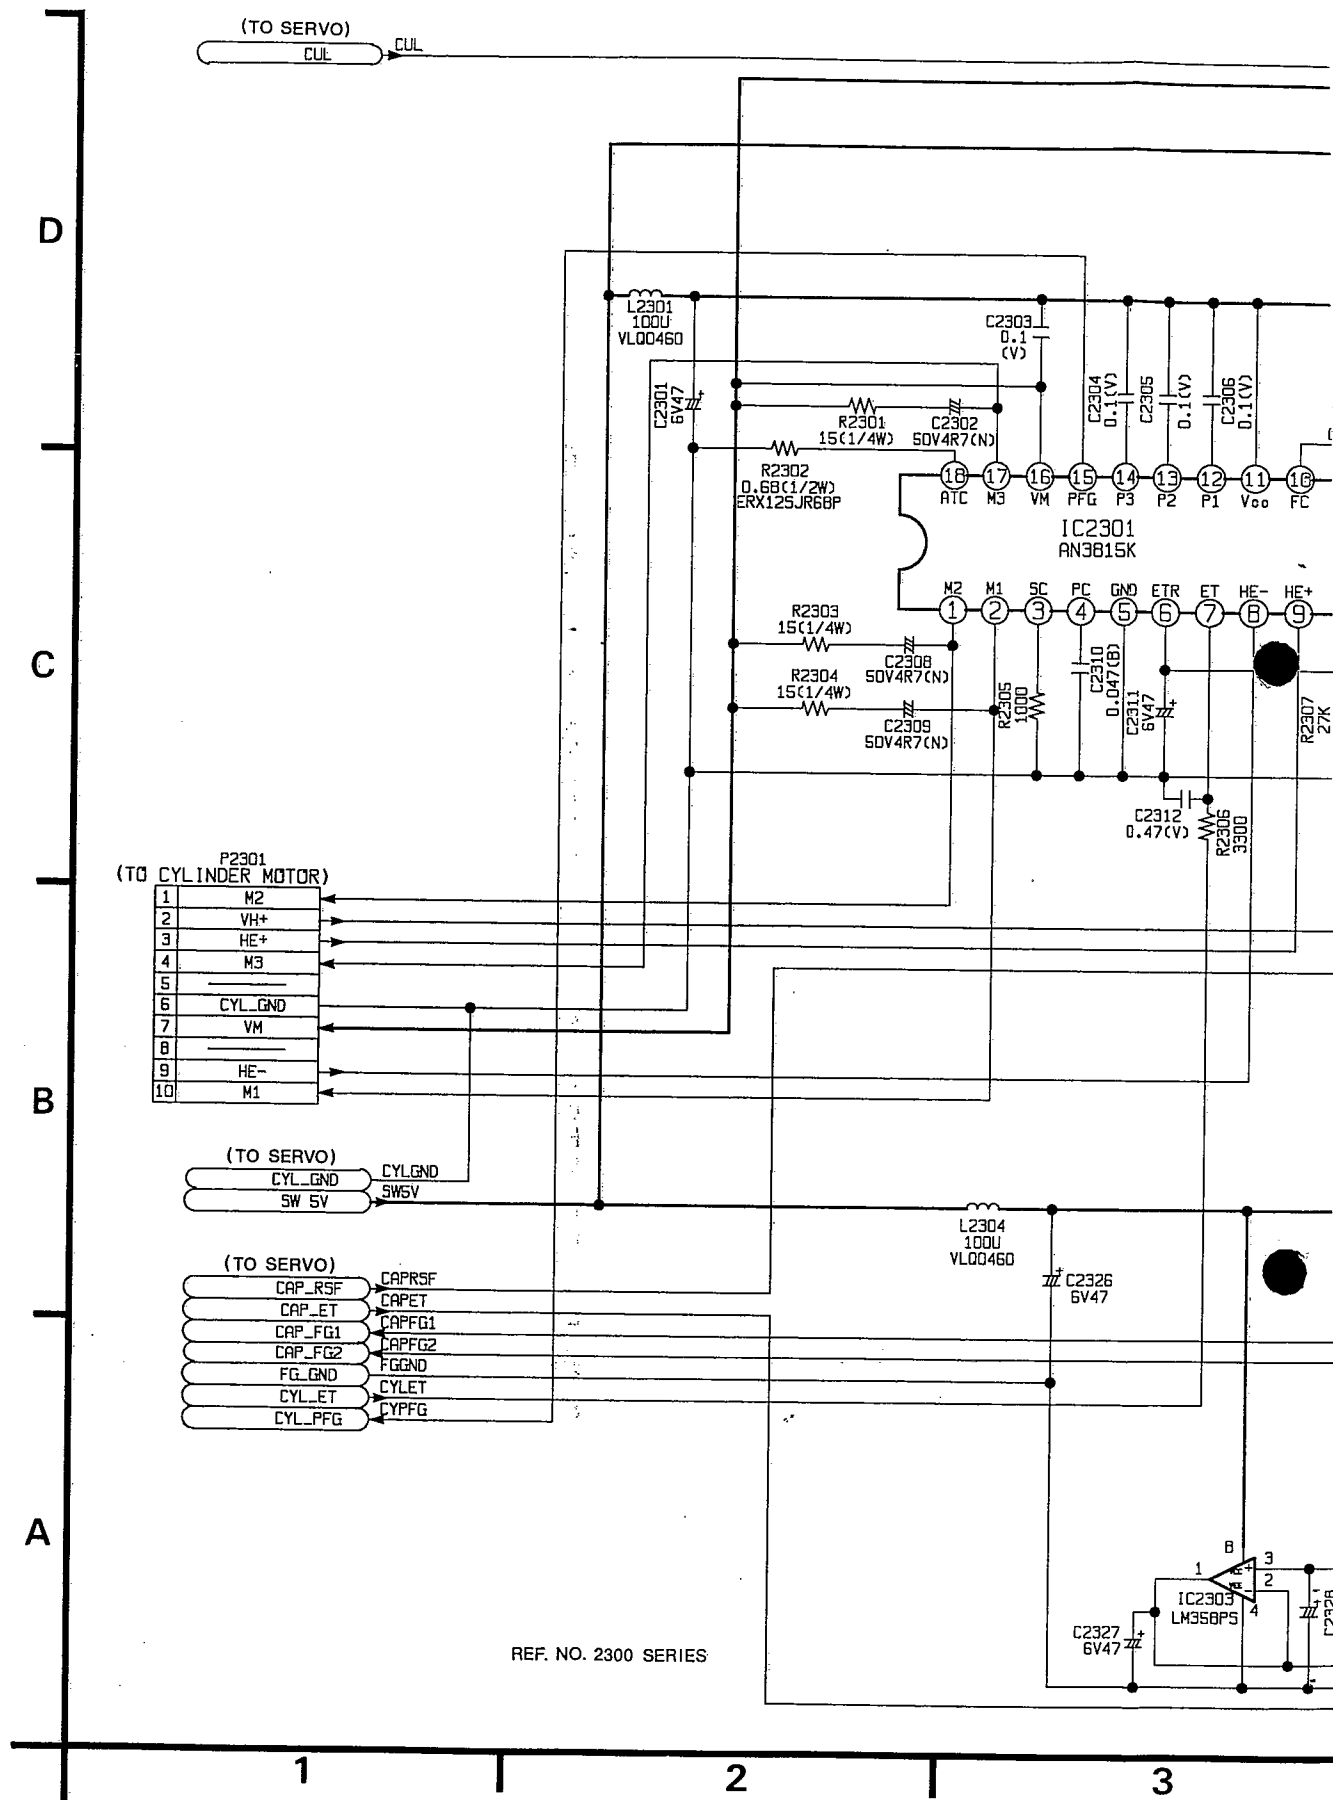 (TO SERVO)
CUL
CUL
D
L2301
100U
VLQ0460
C2303
0.1
(V)
C2301
6V47
C2304
0.1(V)
C2305
0.1(V)
C2306
0.1(V)
R2301
15(1/4W)
C2302
50V4R7(N)
R2302
0.68(1/2W)
ERX12SJR68P
18 17 16 15 14 13 12 11 10
ATC M3 VM PFG P3 P2 P1 Vcc FC
IC2301
AN3815K
M2 M1 SC PC GND ETR ET HE- HE+
1 2 3 4 5 6 7 8 9
C
R2303
15(1/4W)
C2308
50V4R7(N)
R2304
15(1/4W)
C2309
50V4R7(N)
R2305
1000
C2310
0.047(B)
C2311
6V47
R2307
27K
C2312
0.47(V)
R2306
3300
P2301
(TO CYLINDER MOTOR)
1 M2
2 VH+
3 HE+
4 M3
5
6 CYL_GND
7 VM
8
9 HE-
10 M1
B
(TO SERVO)
CYL_GND CYLGND
SW 5V SW5V
L2304
100U
VLQ0460
C2326
6V47
(TO SERVO)
CAP_RSF CAPRSF
CAP_ET CAPET
CAP_FG1 CAPFG1
CAP_FG2 CAPFG2
FG_GND FGGND
CYL_ET CYLET
CYL_PFG CYPFG
A
8
1 3
2
IC2303 4
LM358PS
C2327
6V47
REF. NO. 2300 SERIES
1 2 3